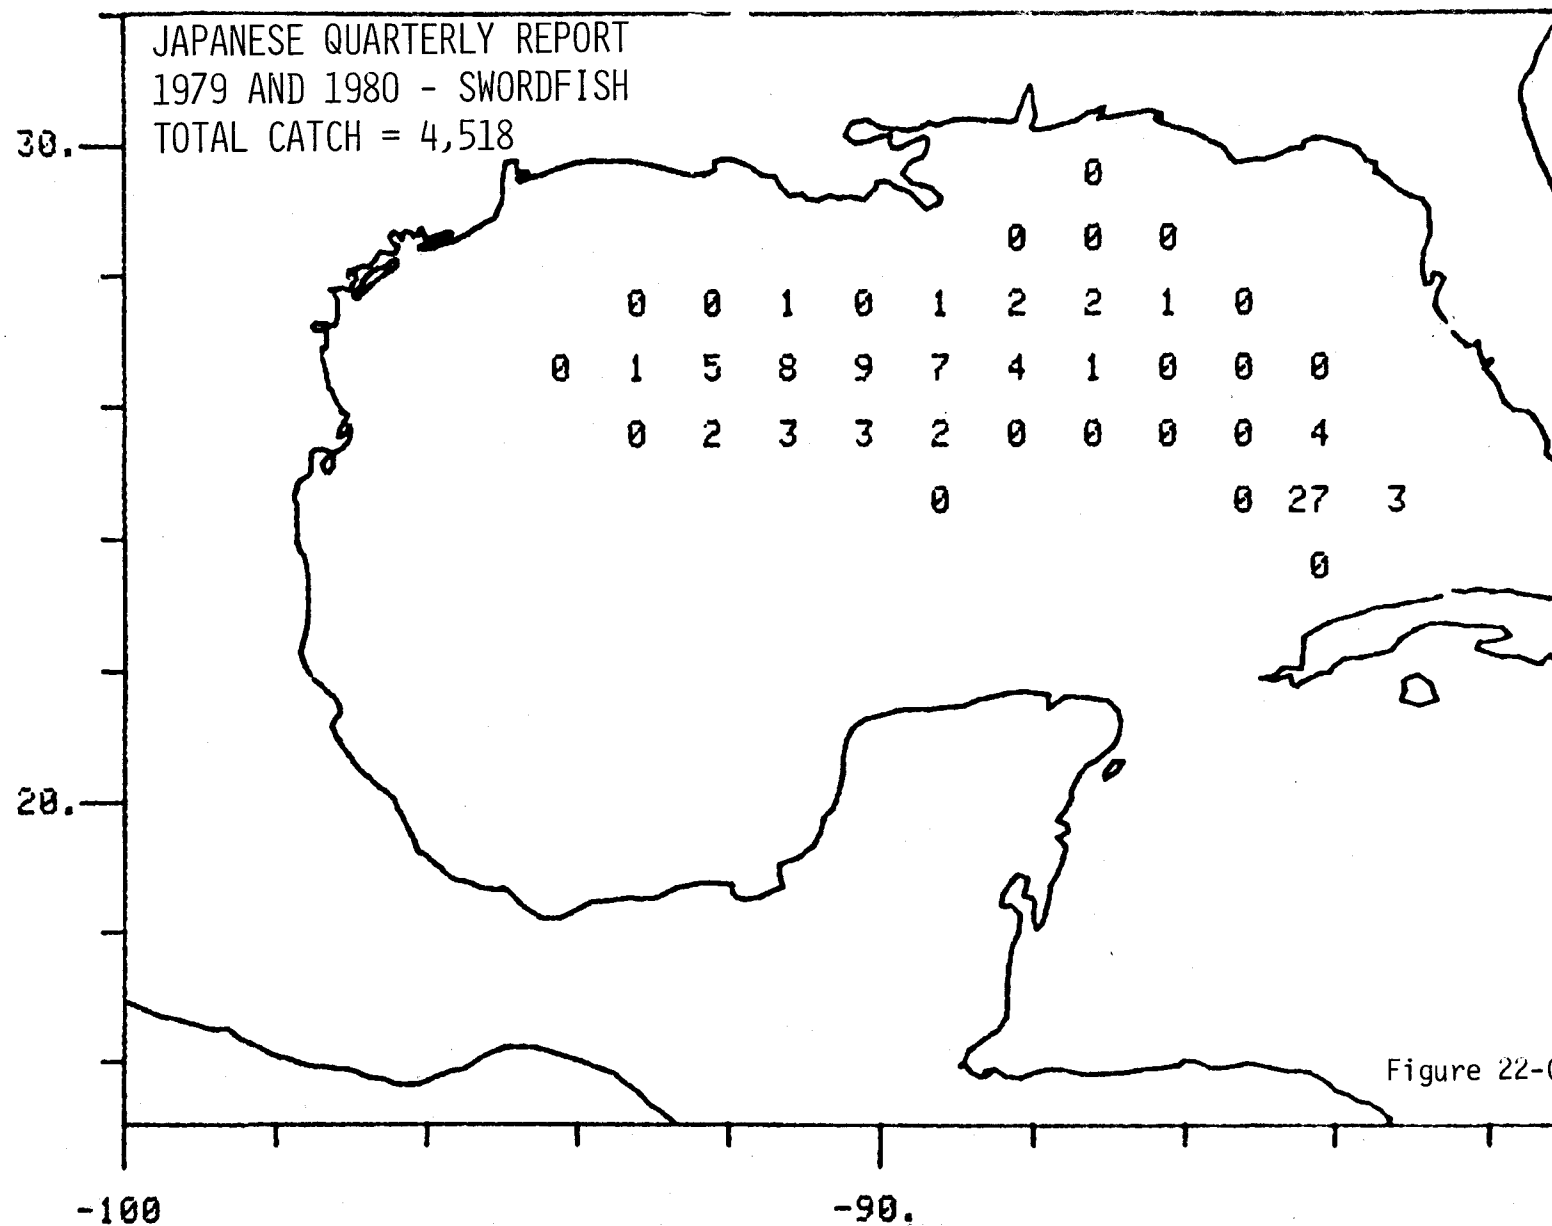 JAPANESE QUARTERLY REPORT
1979 AND 1980 - SWORDFISH
TOTAL CATCH = 4,518
30.
0
0 0 0
0 0 1 0 1 2 2 1 0
0 1 5 8 9 7 4 1 0 0 0
0 2 3 3 2 0 0 0 0 4
0 0 27 3
0
20.
Figure 22-
-100 -90.